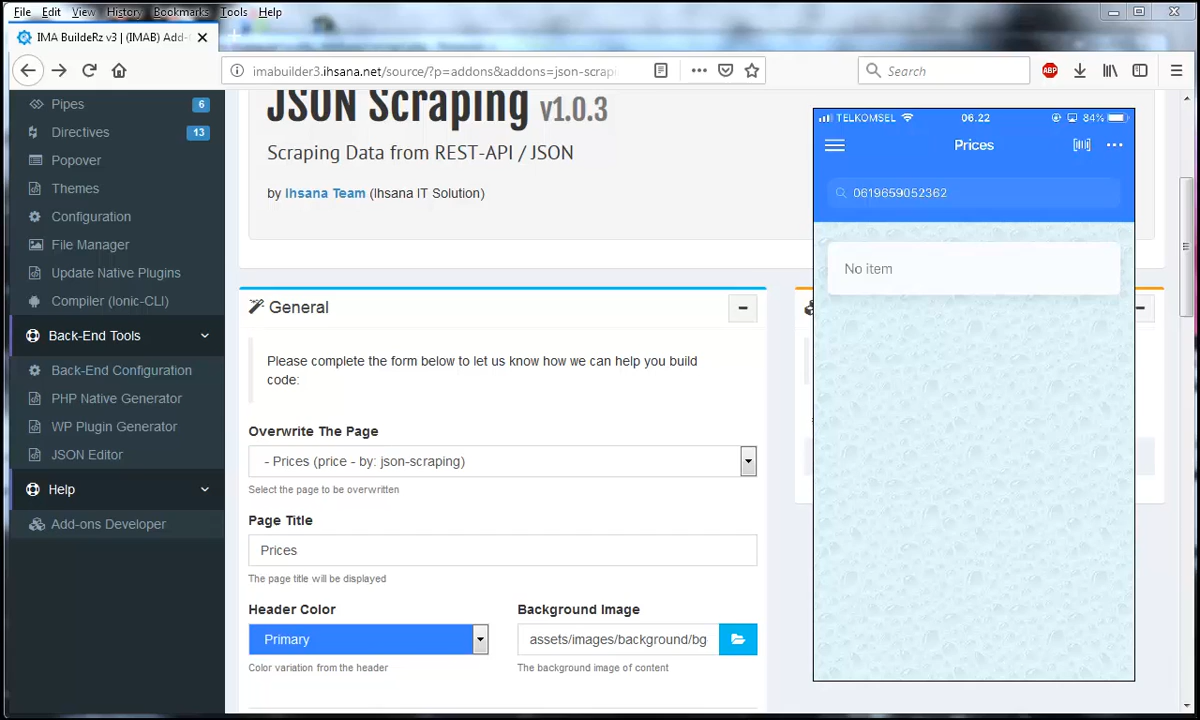 File Edit View History Bookmarks Tools Help
IMA BuildeRz v3 | (IMAB) Add-
imabuilder3.ihsana.net/source/?p=addons&addons=json-scrapi
Search
ABP
Pipes 6
Directives 13
Popover
Themes
Configuration
File Manager
Update Native Plugins
Compiler (Ionic-CLI)
Back-End Tools
Back-End Configuration
PHP Native Generator
WP Plugin Generator
JSON Editor
Help
Add-ons Developer
JSON Scraping v1.0.3
Scraping Data from REST-API / JSON
by Ihsana Team (Ihsana IT Solution)
General
Please complete the form below to let us know how we can help you build
code:
Overwrite The Page
- Prices (price - by: json-scraping)
Select the page to be overwritten
Page Title
Prices
The page title will be displayed
Header Color
Primary
Color variation from the header
Background Image
assets/images/background/bg
The background image of content
TELKOMSEL 06.22 84%
Prices
0619659052362
No item